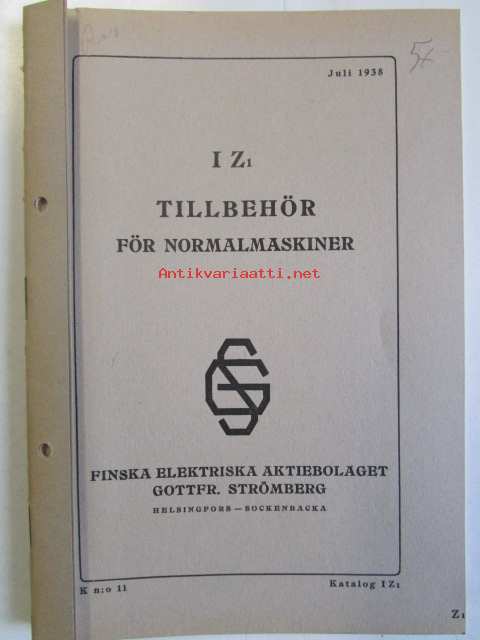 Juli 1938
I Z1
TILLBEHÖR
FÖR NORMALMASKINER
Antikvariaatti.net
GS
FINSKA ELEKTRISKA AKTIEBOLAGET
GOTTFR. STRÖMBERG
HELSINGFORS — SOCKENBACKA
K n:o 11 Katalog I Z1
Z1